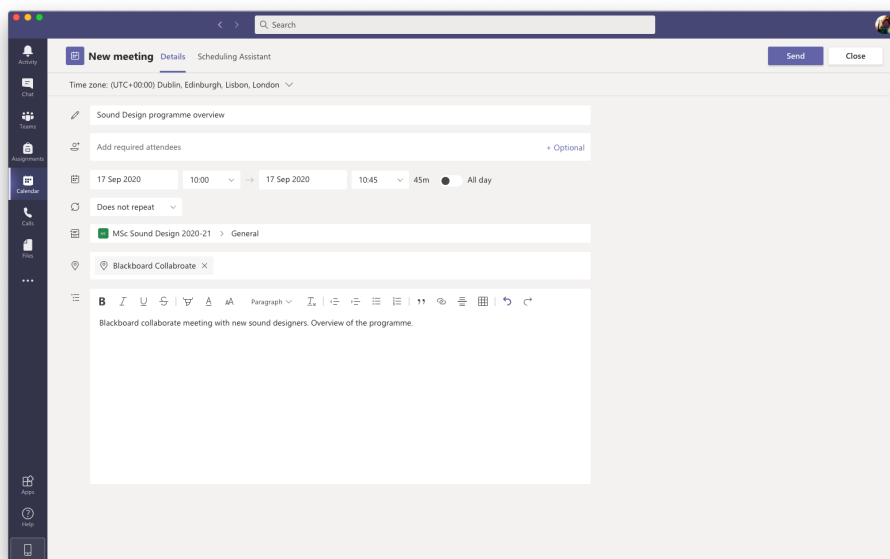 Search
Activity
Chat
Teams
Assignments
Calendar
Calls
Files
Apps
Help
New meeting Details Scheduling Assistant Send Close
Time zone: (UTC+00:00) Dublin, Edinburgh, Lisbon, London
Sound Design programme overview
Add required attendees + Optional
17 Sep 2020 10:00 → 17 Sep 2020 10:45 45m All day
Does not repeat
MSc Sound Design 2020-21 > General
Blackboard Collabroate ×
B I U S A AA Paragraph
Blackboard collaborate meeting with new sound designers. Overview of the programme.